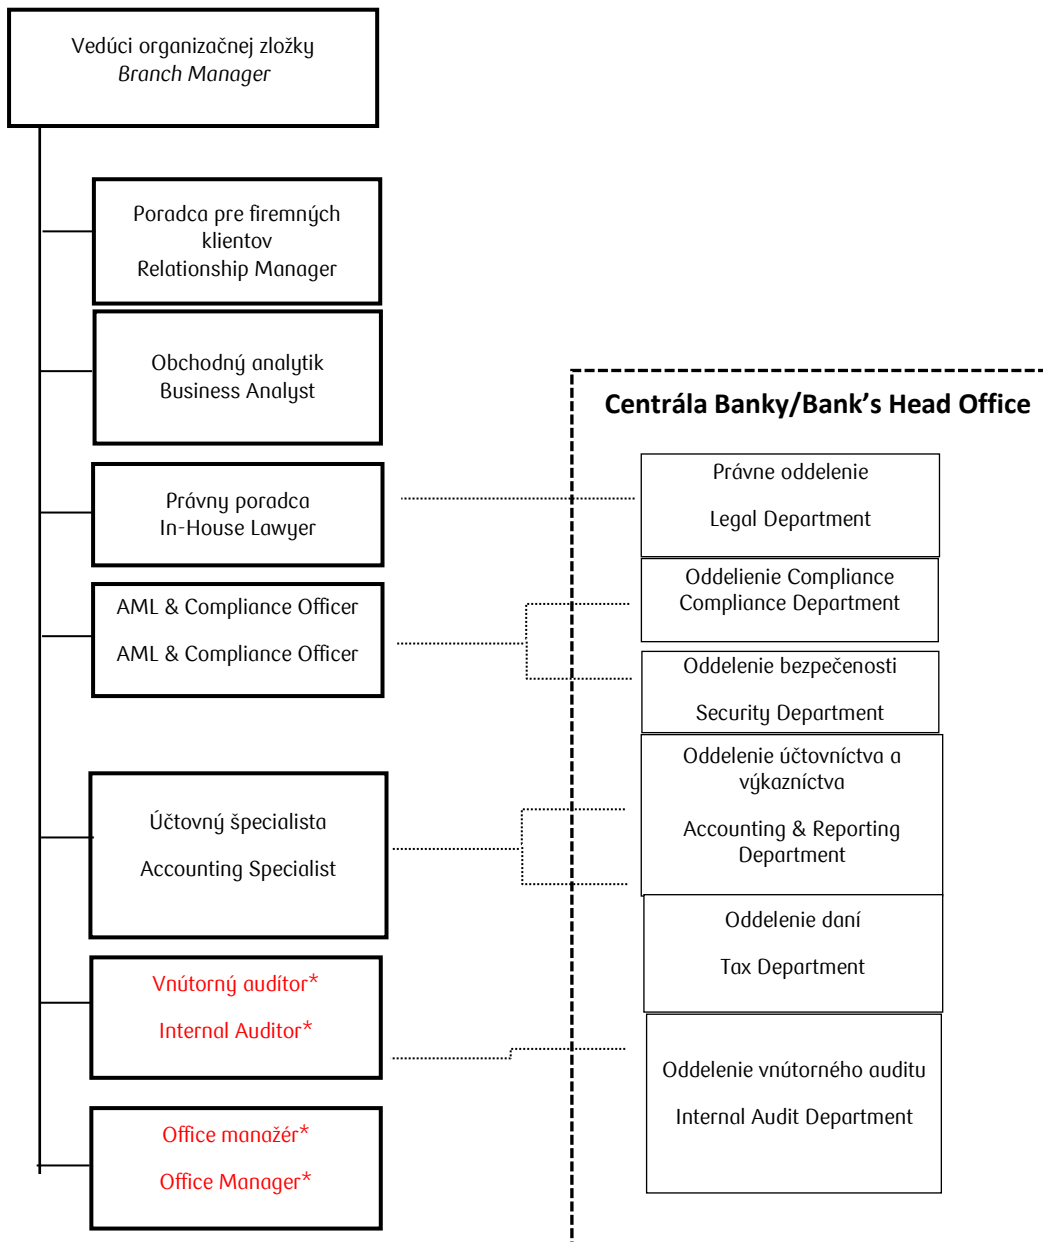 Vedúci organizačnej zložky
Branch Manager
Poradca pre firemných
klientov
Relationship Manager
Obchodný analytik
Business Analyst
Právny poradca
In-House Lawyer
AML & Compliance Officer
AML & Compliance Officer
Účtovný špecialista
Accounting Specialist
Vnútorný audítor*
Internal Auditor*
Office manažér*
Office Manager*
Centrála Banky/Bank's Head Office
Právne oddelenie
Legal Department
Oddelienie Compliance
Compliance Department
Oddelenie bezpečenosti
Security Department
Oddelenie účtovníctva a
výkazníctva
Accounting & Reporting
Department
Oddelenie daní
Tax Department
Oddelenie vnútorného auditu
Internal Audit Department